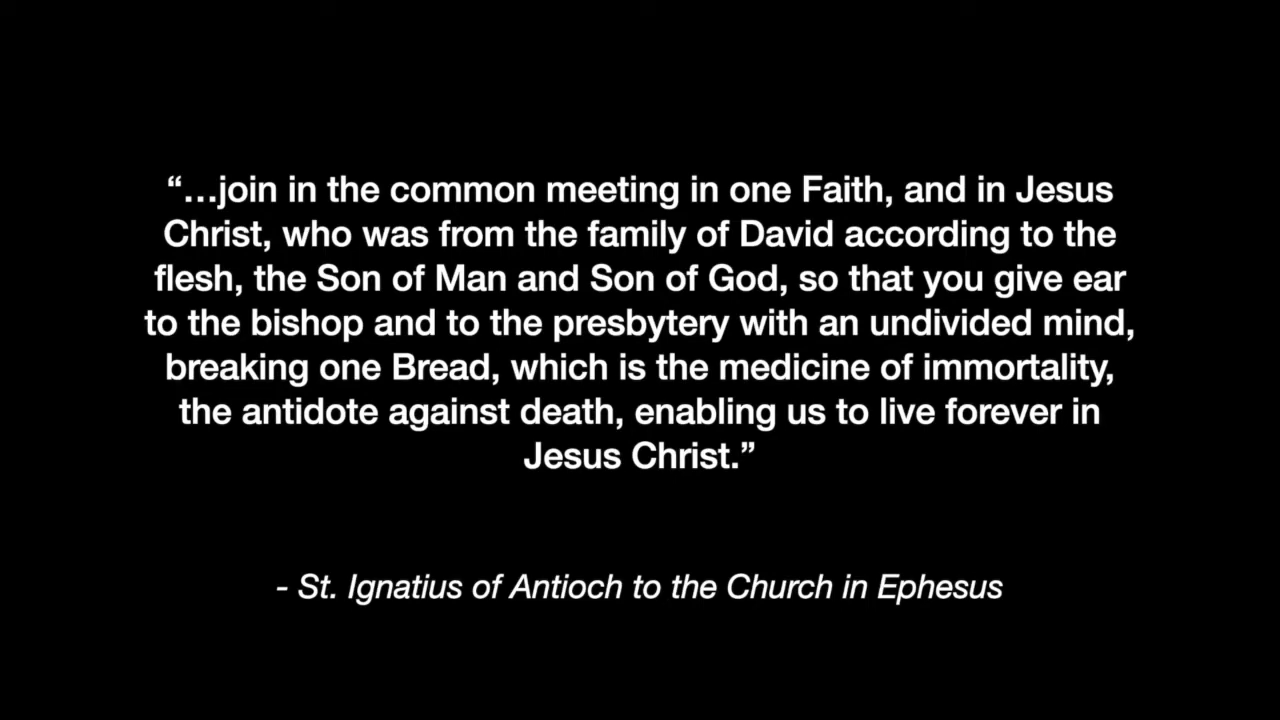 “…join in the common meeting in one Faith, and in Jesus
Christ, who was from the family of David according to the
flesh, the Son of Man and Son of God, so that you give ear
to the bishop and to the presbytery with an undivided mind,
breaking one Bread, which is the medicine of immortality,
the antidote against death, enabling us to live forever in
Jesus Christ.”
- St. Ignatius of Antioch to the Church in Ephesus